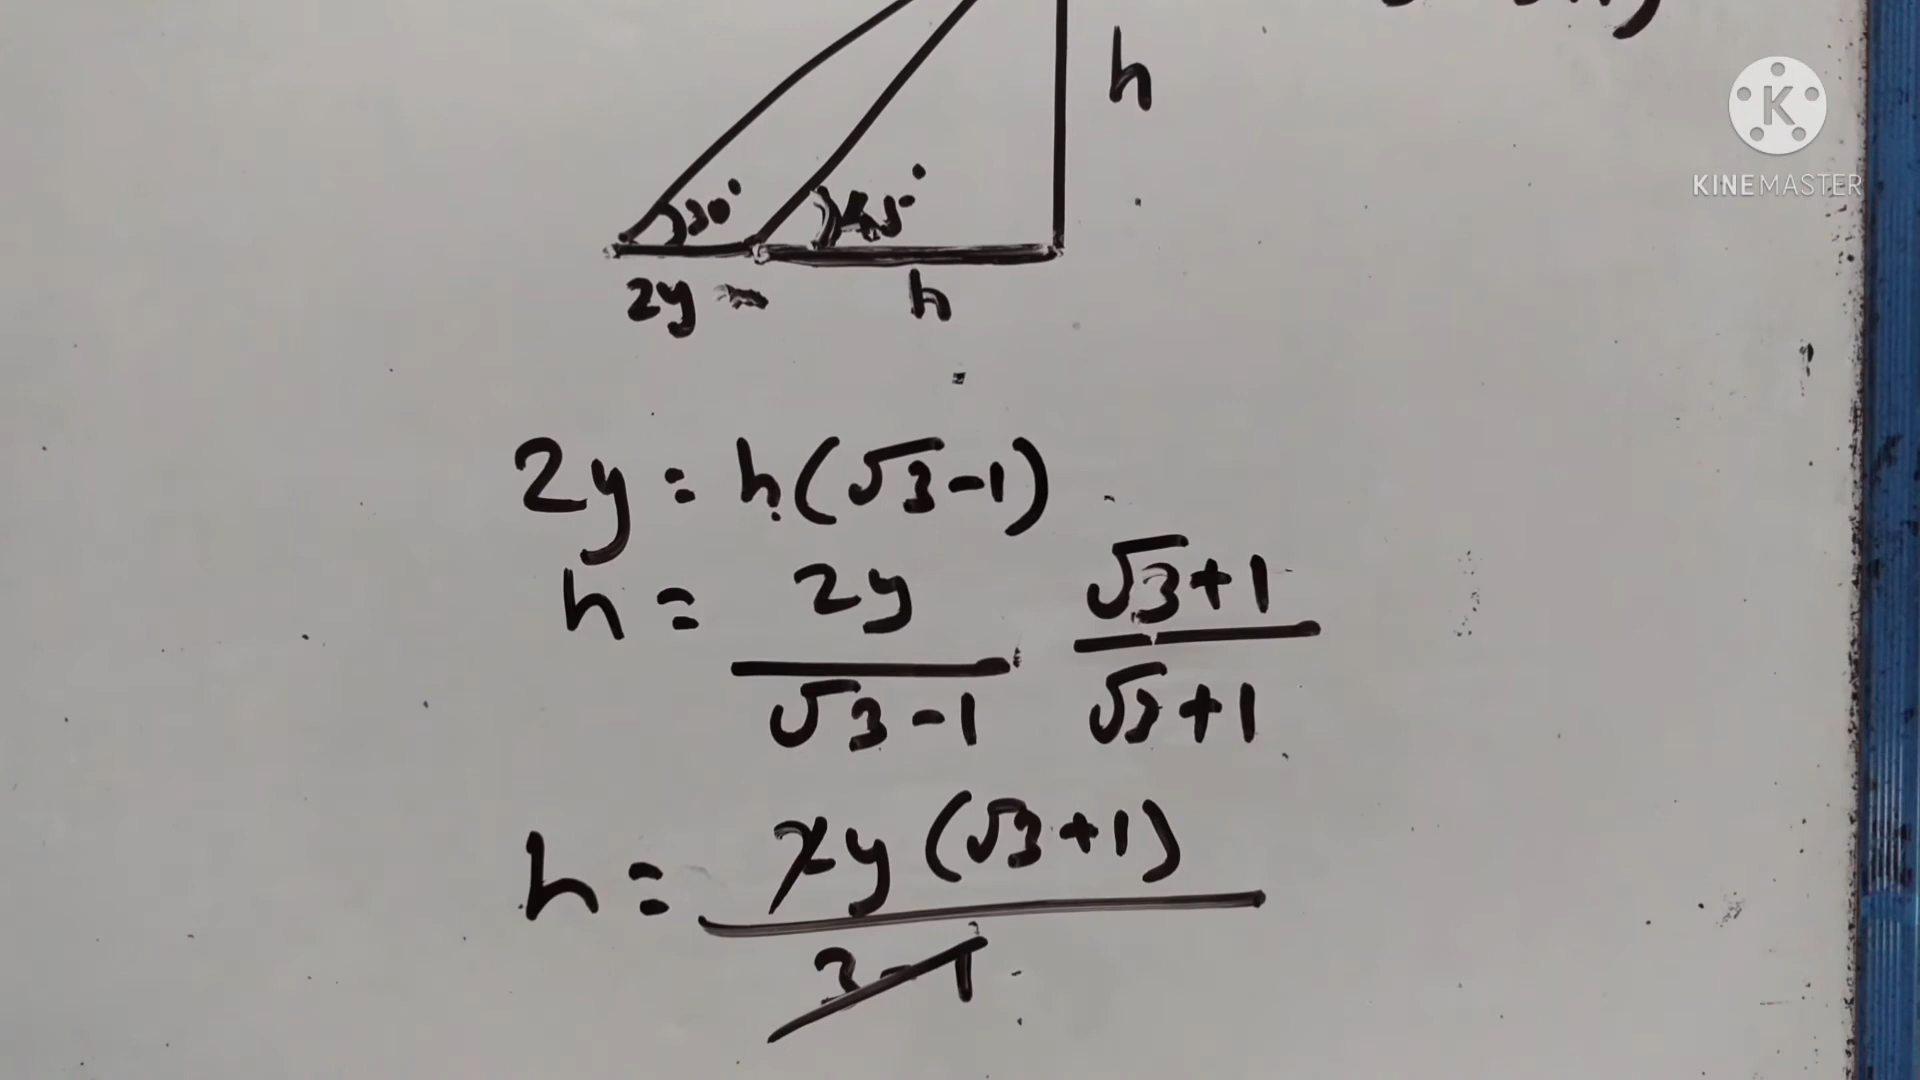 h
K
KINEMASTER
30° 45°
2y h
2y = h(√3-1)
h = 2y/√3-1 √3+1/√3+1
h = 2y(√3+1)/3-1